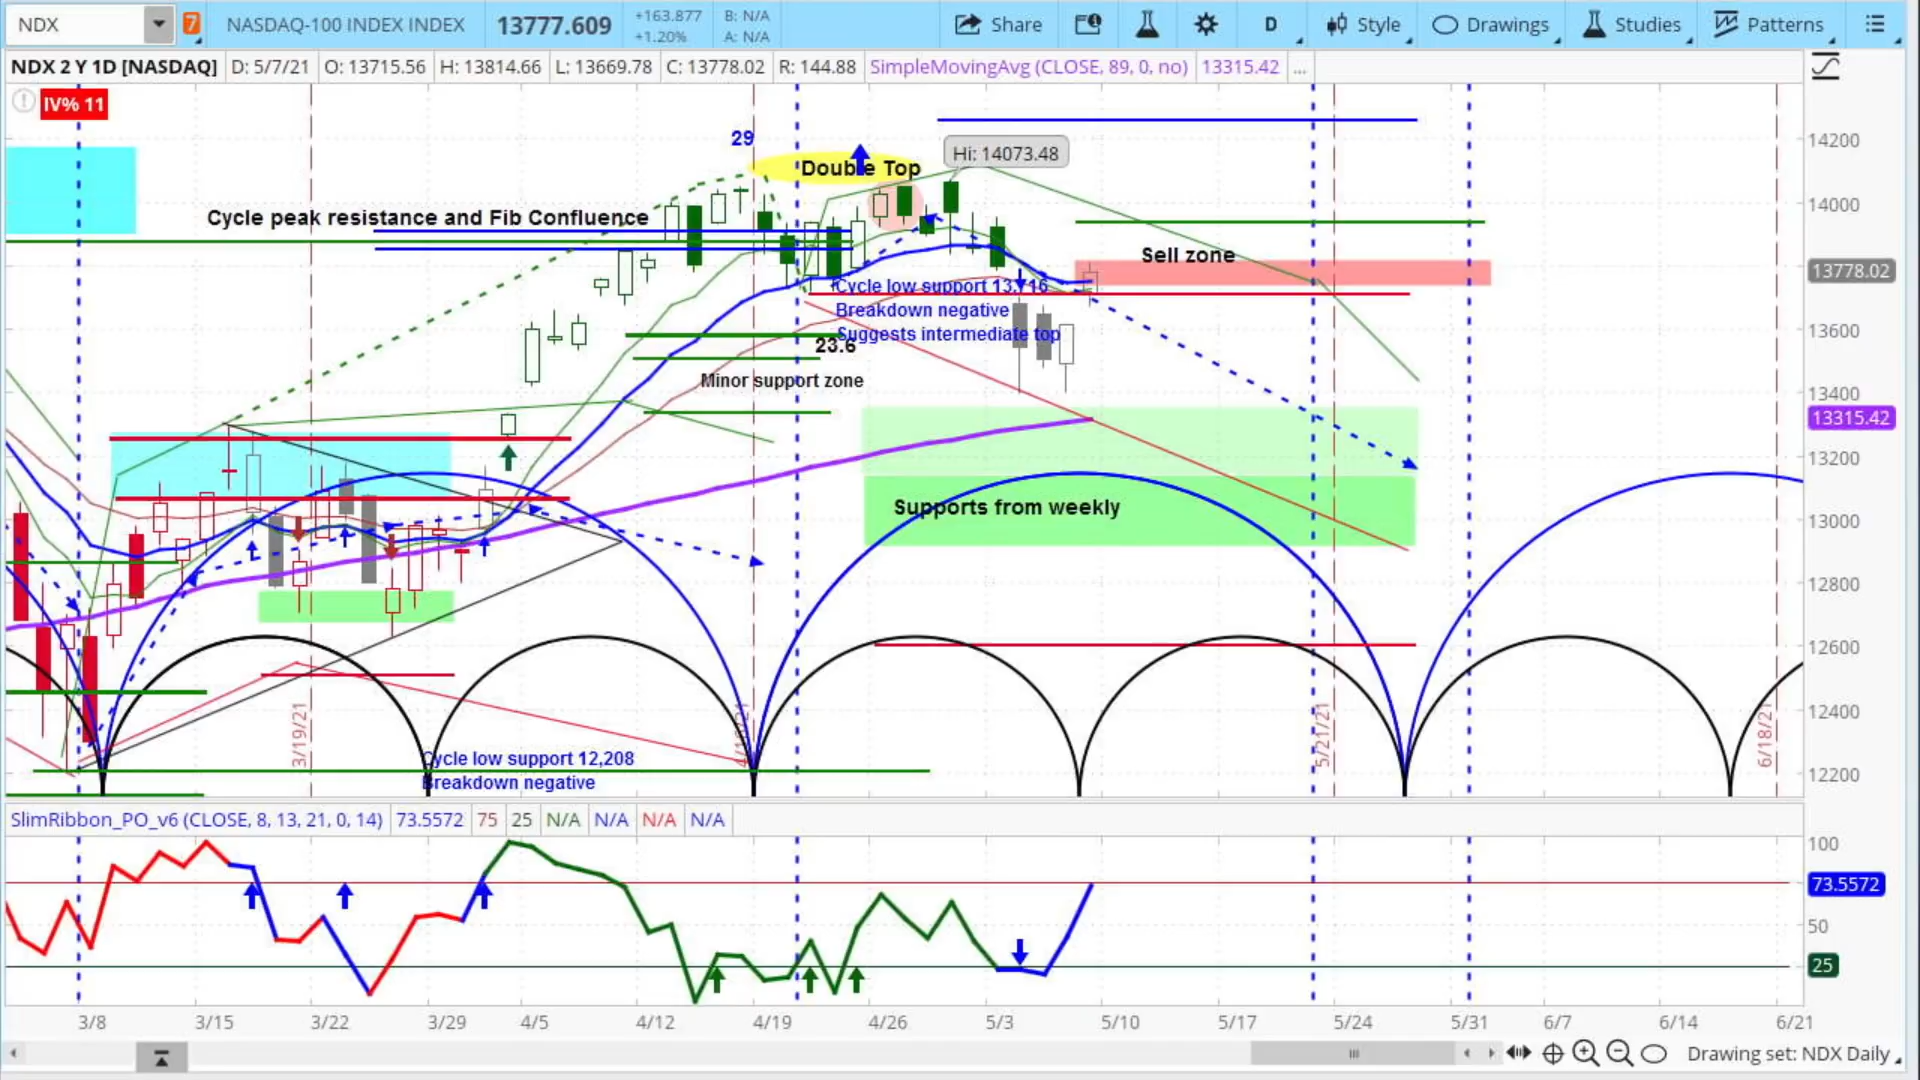 NDX
7
NASDAQ-100 INDEX INDEX
13777.609
+163.877
+1.20%
B: N/A
A: N/A
Share
D
Style
Drawings
Studies
Patterns
NDX 2 Y 1D [NASDAQ]
D: 5/7/21
O: 13715.56
H: 13814.66
L: 13669.78
C: 13778.02
R: 144.88
SimpleMovingAvg (CLOSE, 89, 0, no)
13315.42
...
IV% 11
29
Double Top
Hi: 14073.48
Cycle peak resistance and Fib Confluence
Sell zone
Cycle low support 13,716
Breakdown negative
Suggests intermediate top
23.6
Minor support zone
Supports from weekly
Cycle low support 12,208
Breakdown negative
3/19/21
5/21/21
6/18/21
14200
14000
13778.02
13600
13400
13315.42
13200
13000
12800
12600
12400
12200
SlimRibbon_PO_v6 (CLOSE, 8, 13, 21, 0, 14)
73.5572
75
25
N/A
N/A
N/A
N/A
100
73.5572
50
25
3/8
3/15
3/22
3/29
4/5
4/12
4/19
4/26
5/3
5/10
5/17
5/24
5/31
6/7
6/14
6/21
Drawing set: NDX Daily